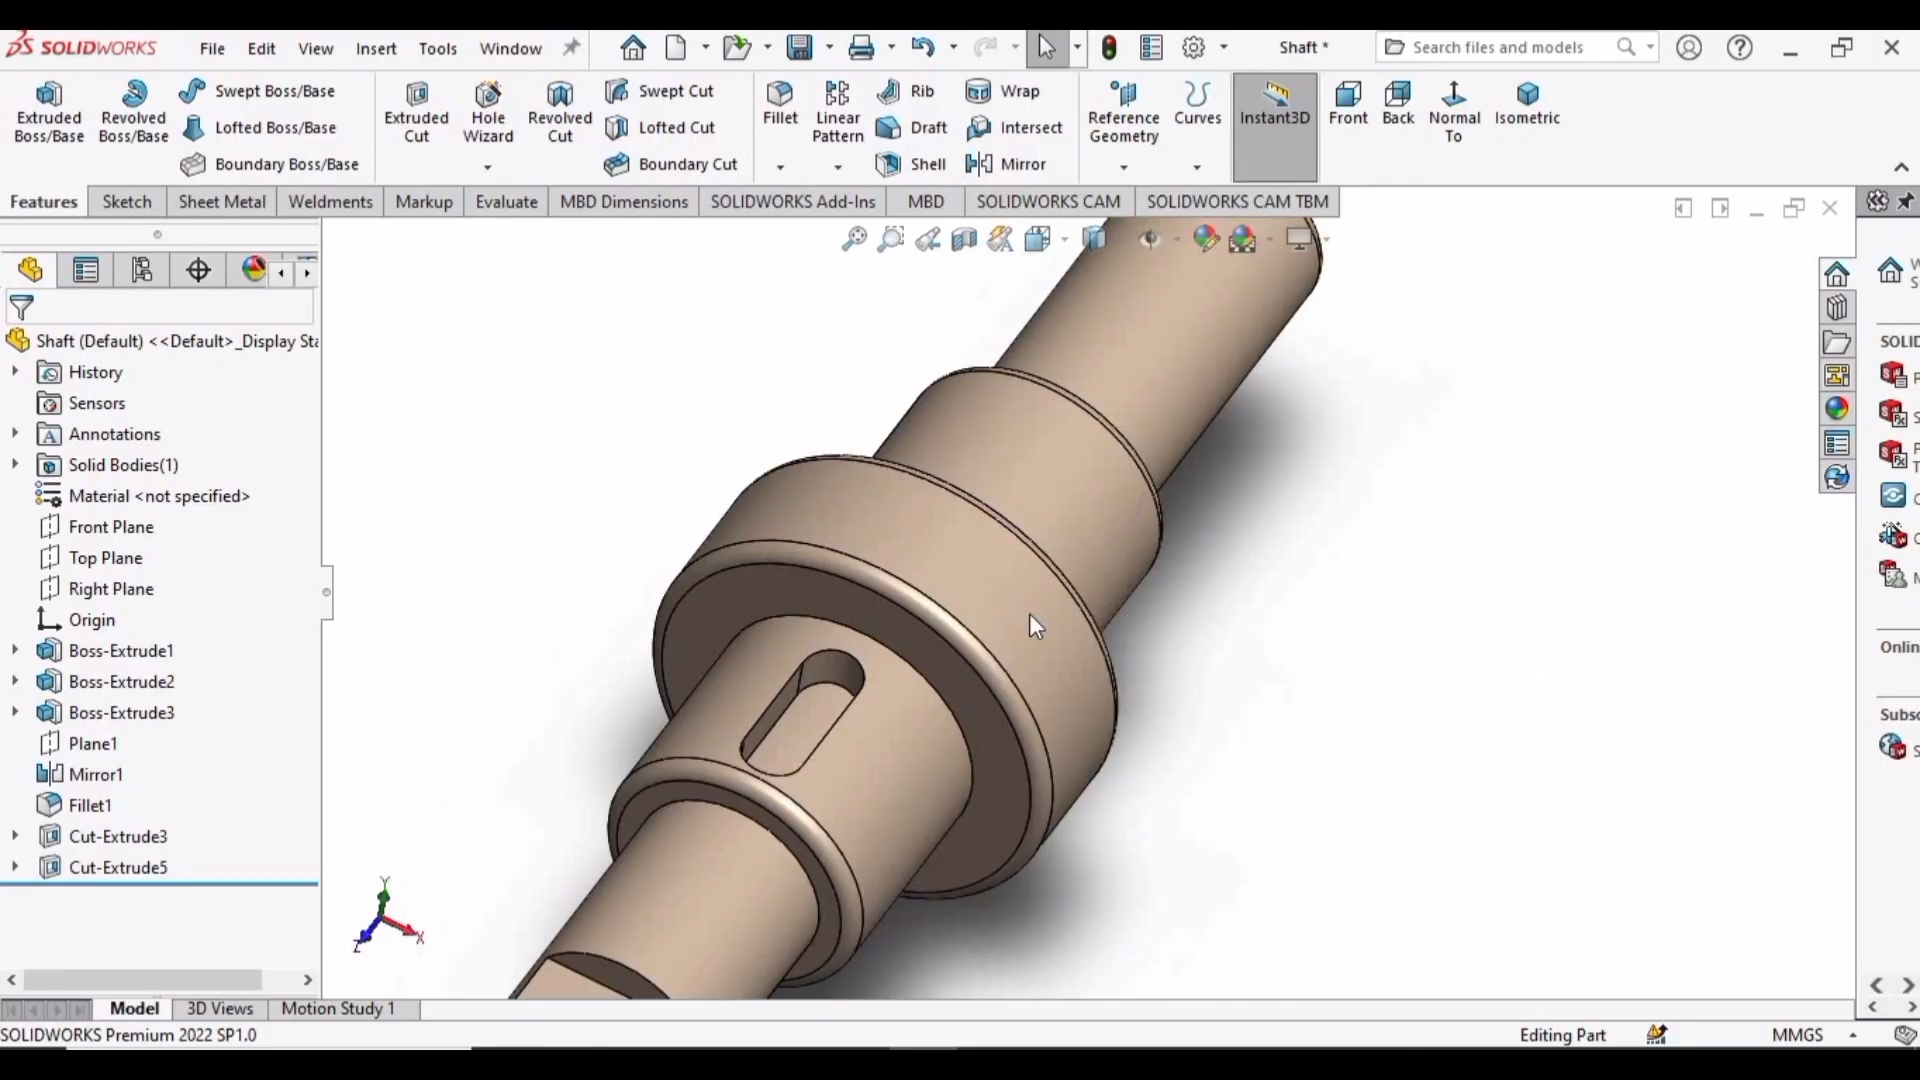 SOLIDWORKS File Edit View Insert Tools Window Shaft * Search files and models
Extruded Boss/Base
Revolved Boss/Base
Swept Boss/Base
Lofted Boss/Base
Boundary Boss/Base
Extruded Cut
Hole Wizard
Revolved Cut
Swept Cut
Lofted Cut
Boundary Cut
Fillet
Linear Pattern
Rib
Draft
Shell
Wrap
Intersect
Mirror
Reference Geometry
Curves
Instant3D
Front
Back
Normal To
Isometric
Features Sketch Sheet Metal Weldments Markup Evaluate MBD Dimensions SOLIDWORKS Add-Ins MBD SOLIDWORKS CAM SOLIDWORKS CAM TBM
Shaft (Default) <<Default>_Display Sta
History
Sensors
Annotations
Solid Bodies(1)
Material <not specified>
Front Plane
Top Plane
Right Plane
Origin
Boss-Extrude1
Boss-Extrude2
Boss-Extrude3
Plane1
Mirror1
Fillet1
Cut-Extrude3
Cut-Extrude5
Y
X
Z
W
S
SOLID
Onlin
Subsc
Model 3D Views Motion Study 1
SOLIDWORKS Premium 2022 SP1.0 Editing Part MMGS